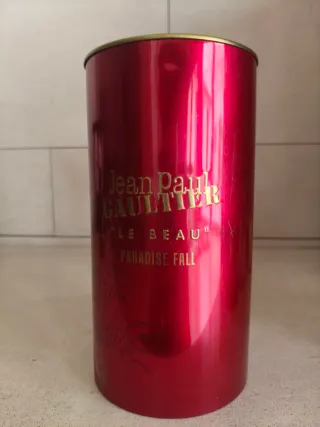 Jean Paul
GAULTIER
"LE BEAU"
PARADISE FALL